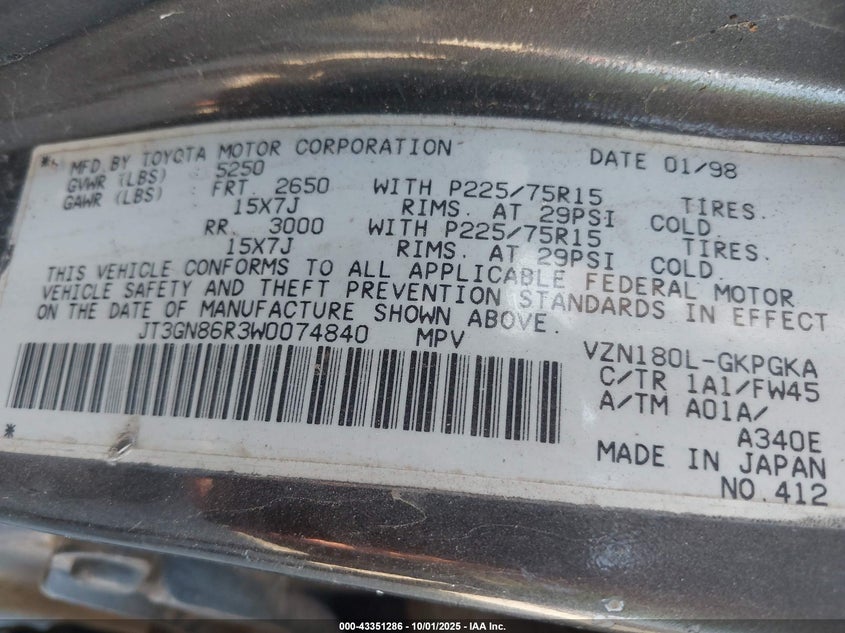 * MFD. BY TOYOTA MOTOR CORPORATION DATE 01/98
GVWR (LBS) : 5250
GAWR (LBS) : FRT. 2650 WITH P225/75R15 TIRES.
15X7J RIMS. AT 29PSI COLD.
RR. 3000 WITH P225/75R15 TIRES.
15X7J RIMS. AT 29PSI COLD.
THIS VEHICLE CONFORMS TO ALL APPLICABLE FEDERAL MOTOR
VEHICLE SAFETY AND THEFT PREVENTION STANDARDS IN EFFECT
ON THE DATE OF MANUFACTURE SHOWN ABOVE.
JT3GN86R3W0074840 MPV
VZN180L-GKPGKA
C/TR 1A1/FW45
A/TM A01A/
A340E
* MADE IN JAPAN
NO.412
000-43351286 - 10/01/2025 - IAA Inc.